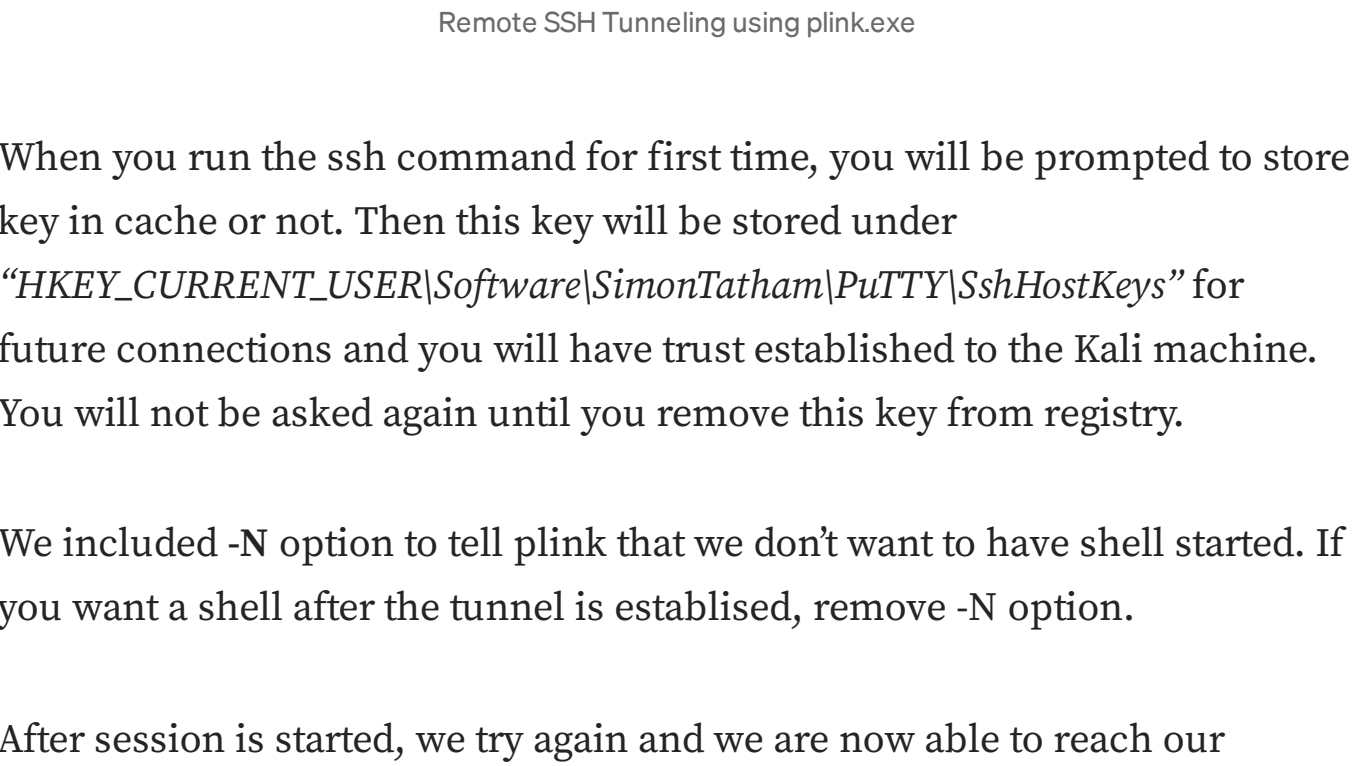 Remote SSH Tunneling using plink.exe
When you run the ssh command for first time, you will be prompted to store
key in cache or not. Then this key will be stored under
“HKEY_CURRENT_USER\Software\SimonTatham\PuTTY\SshHostKeys” for
future connections and you will have trust established to the Kali machine.
You will not be asked again until you remove this key from registry.
We included -N option to tell plink that we don’t want to have shell started. If
you want a shell after the tunnel is establised, remove -N option.
After session is started, we try again and we are now able to reach our